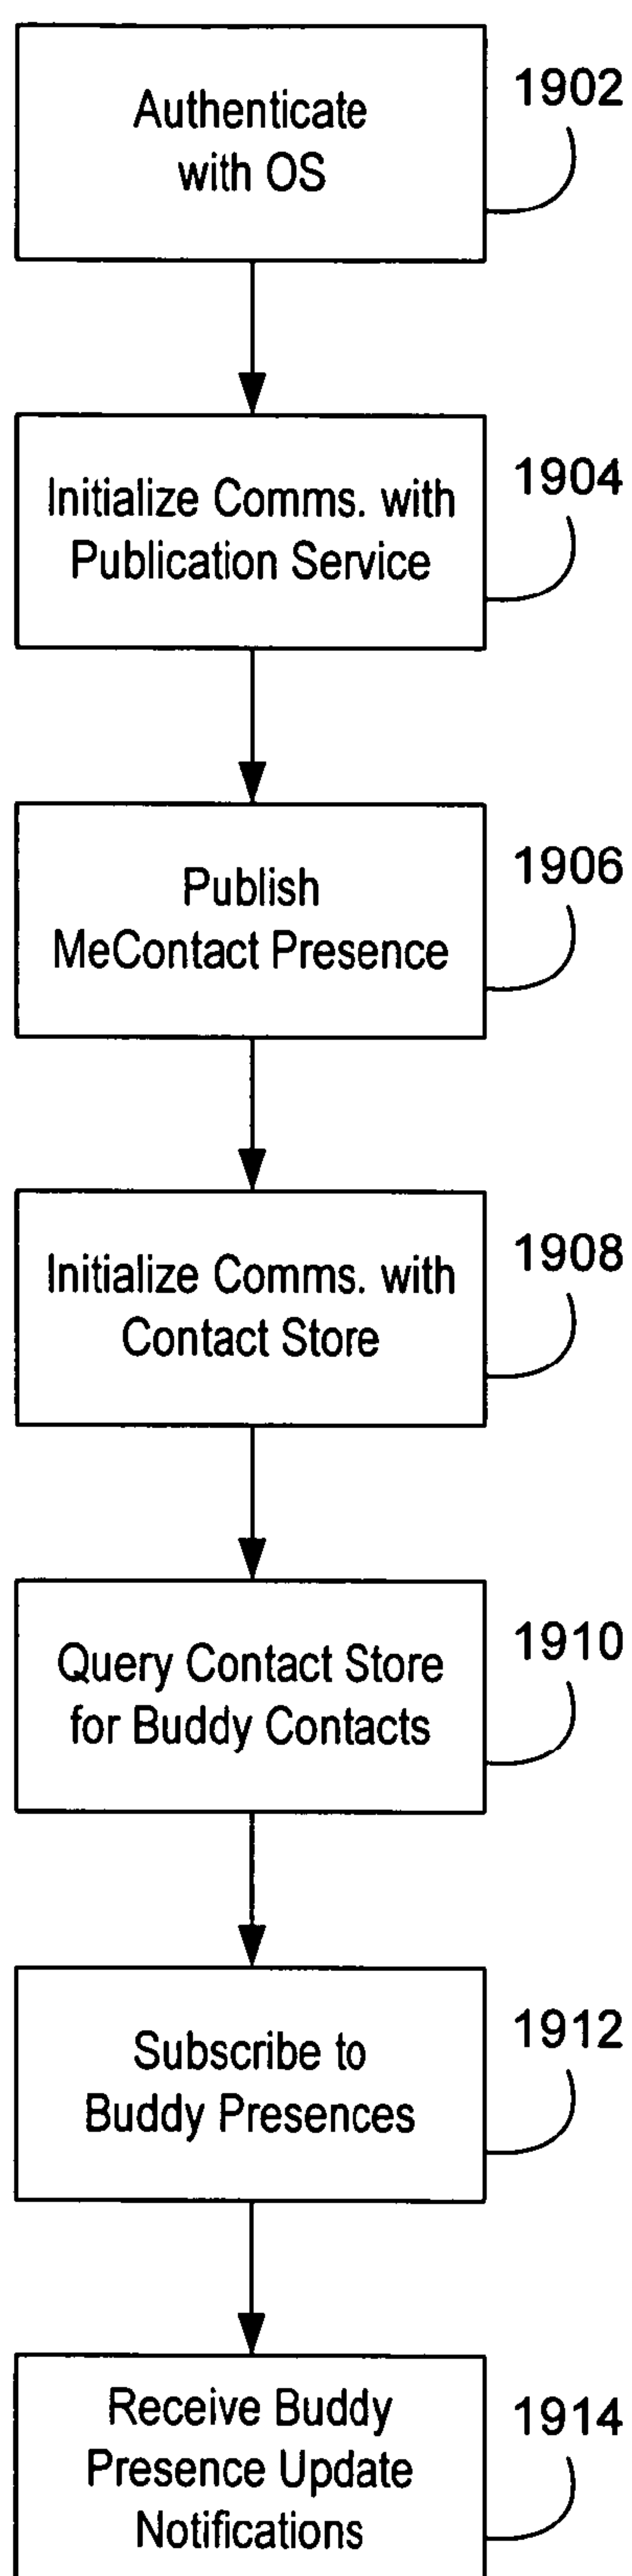 Authenticate
with OS
1902
Initialize Comms. with
Publication Service
1904
Publish
MeContact Presence
1906
Initialize Comms. with
Contact Store
1908
Query Contact Store
for Buddy Contacts
1910
Subscribe to
Buddy Presences
1912
Receive Buddy
Presence Update
Notifications
1914